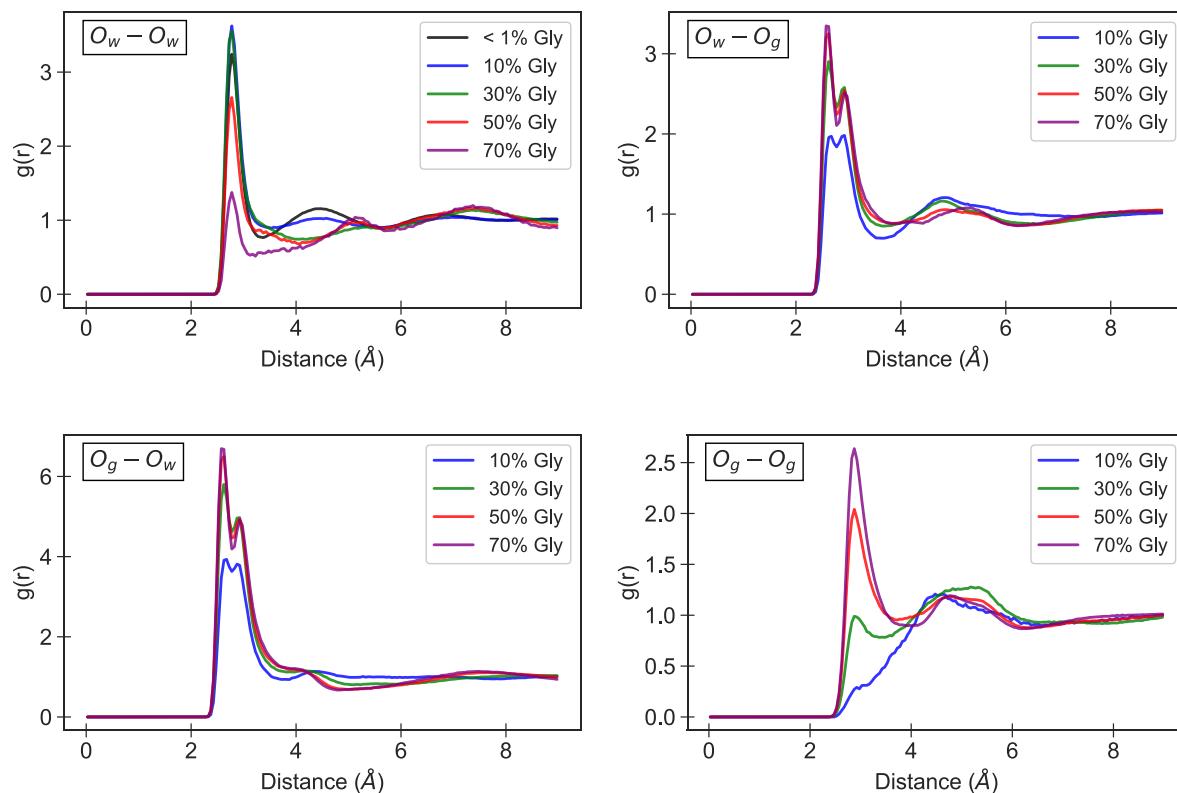 O_w − O_w
< 1% Gly
10% Gly
30% Gly
50% Gly
70% Gly
g(r)
3
2
1
0
0 2 4 6 8
Distance (Å)
O_w − O_g
10% Gly
30% Gly
50% Gly
70% Gly
g(r)
3
2
1
0
0 2 4 6 8
Distance (Å)
O_g − O_w
10% Gly
30% Gly
50% Gly
70% Gly
g(r)
6
4
2
0
0 2 4 6 8
Distance (Å)
O_g − O_g
10% Gly
30% Gly
50% Gly
70% Gly
g(r)
2.5
2.0
1.5
1.0
0.5
0.0
0 2 4 6 8
Distance (Å)